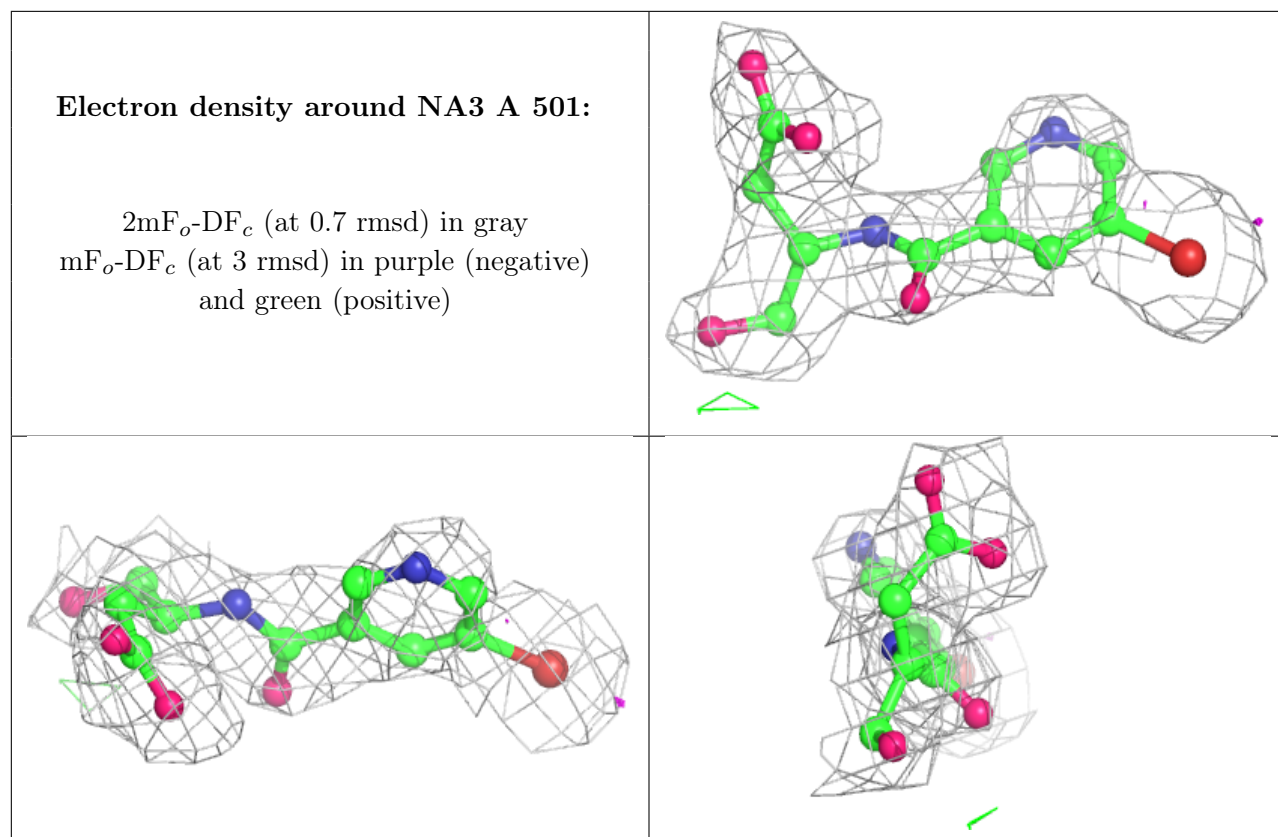 Electron density around NA3 A 501:
2mFo-DFc (at 0.7 rmsd) in gray
mFo-DFc (at 3 rmsd) in purple (negative)
and green (positive)